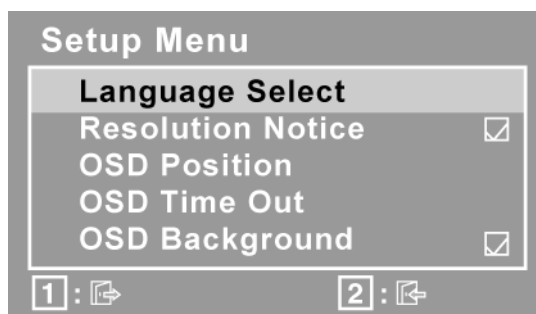 Setup Menu
Language Select
Resolution Notice
OSD Position
OSD Time Out
OSD Background
1 : 2 :